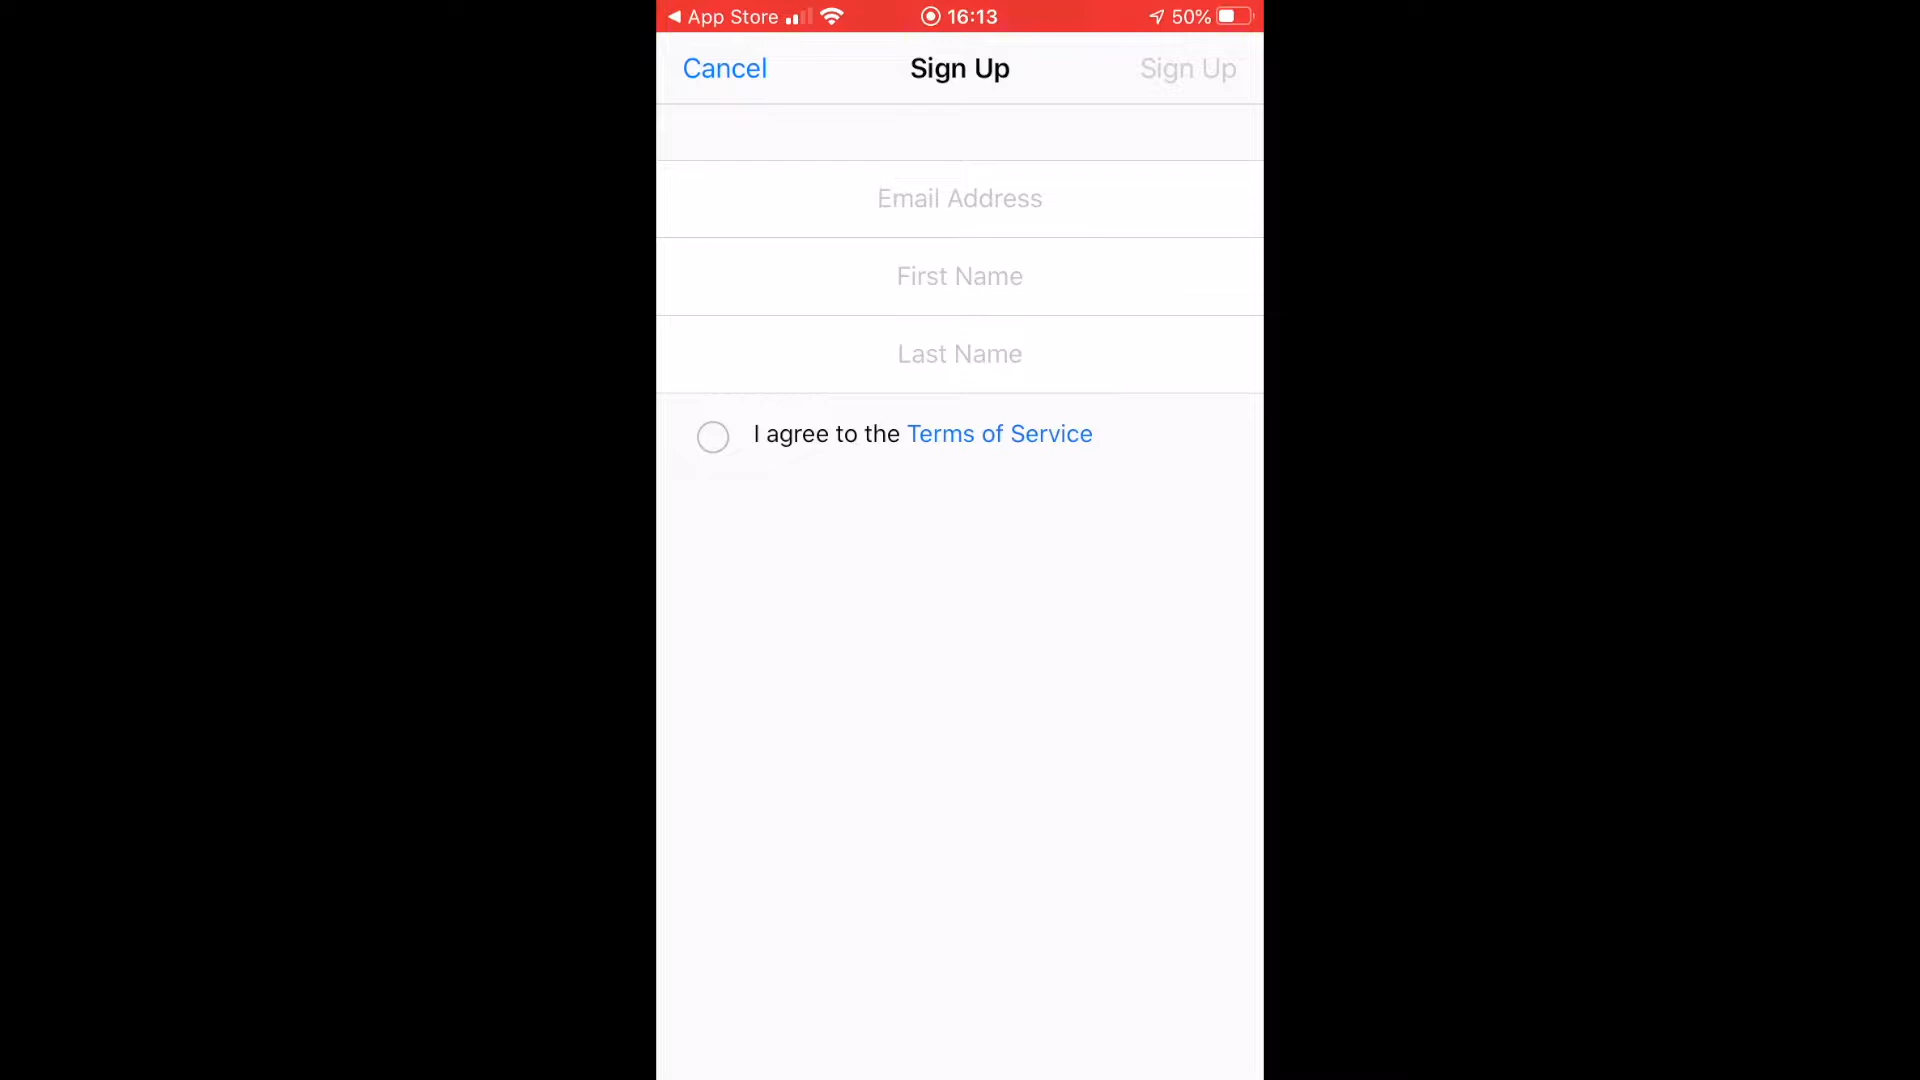 App Store 16:13 50%
Cancel Sign Up Sign Up
Email Address
First Name
Last Name
I agree to the Terms of Service